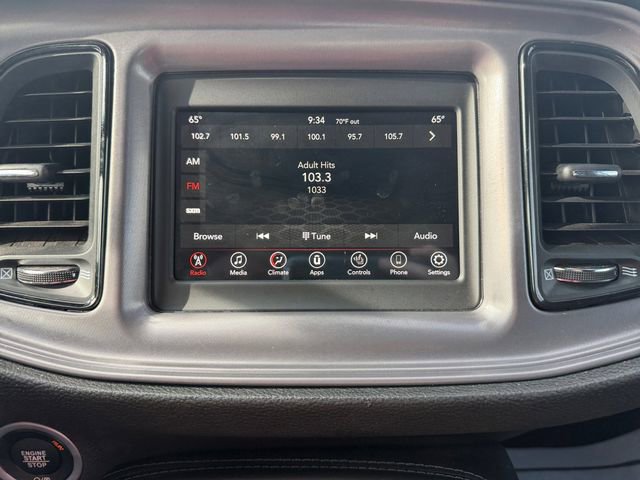 65° 9:34 70°F out 65°
102.7 101.5 99.1 100.1 95.7 105.7
AM
Adult Hits
103.3
FM
1033
sxm
Browse Tune Audio
Radio Media Climate Apps Controls Phone Settings
RUN
ENGINE
START
STOP